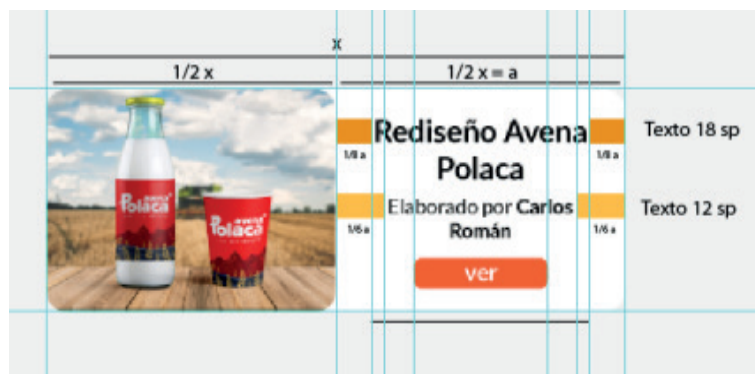 x
1/2 x
1/2 x = a
Rediseño Avena
Polaca
1/8 a
1/8 a
Texto 18 sp
Elaborado por Carlos
Román
1/6 a
1/6 a
Texto 12 sp
ver
avena
Polaca
avena
Polaca